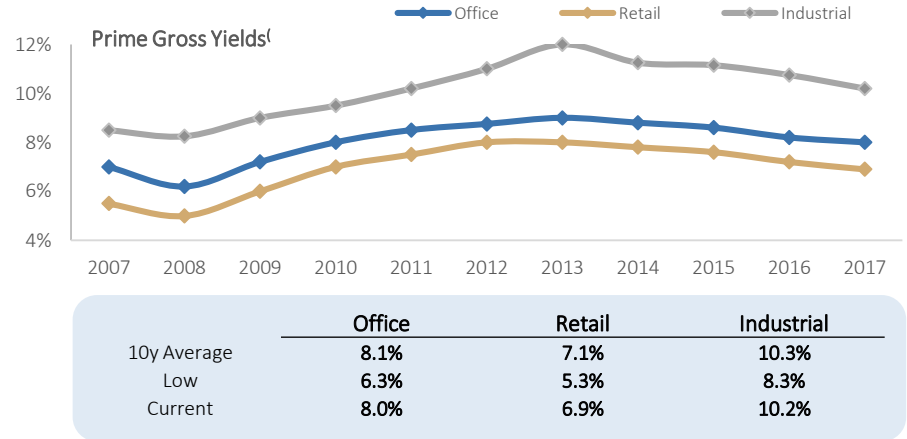 Office Retail Industrial
Prime Gross Yields(
12%
10%
8%
6%
4%
2007 2008 2009 2010 2011 2012 2013 2014 2015 2016 2017
Office Retail Industrial
10y Average 8.1% 7.1% 10.3%
Low 6.3% 5.3% 8.3%
Current 8.0% 6.9% 10.2%